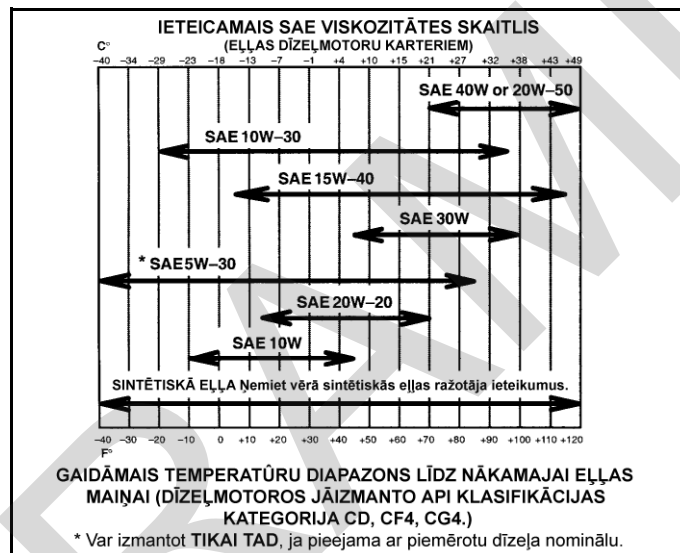 IETEICAMAIS SAE VISKOZITĀTES SKAITLIS
(EĻĻAS DĪZEĻMOTORU KARTERIEM)
C°
−40 −34 −29 −23 −18 −13 −7 −1 +4 +10 +15 +21 +27 +32 +38 +43 +49
SAE 40W or 20W–50
SAE 10W–30
SAE 15W–40
SAE 30W
* SAE5W–30
SAE 20W–20
SAE 10W
SINTĒTISKĀ EĻĻA Ņemiet vērā sintētiskās eļļas ražotāja ieteikumus.
−40 −30 −20 −10 0 +10 +20 +30 +40 +50 +60 +70 +80 +90 +100 +110 +120
F°
GAIDĀMAIS TEMPERATŪRU DIAPAZONS LĪDZ NĀKAMAJAI EĻĻAS
MAIŅAI (DĪZEĻMOTOROS JĀIZMANTO API KLASIFIKĀCIJAS
KATEGORIJA CD, CF4, CG4.)
* Var izmantot TIKAI TAD, ja pieejama ar piemērotu dīzeļa nominālu.